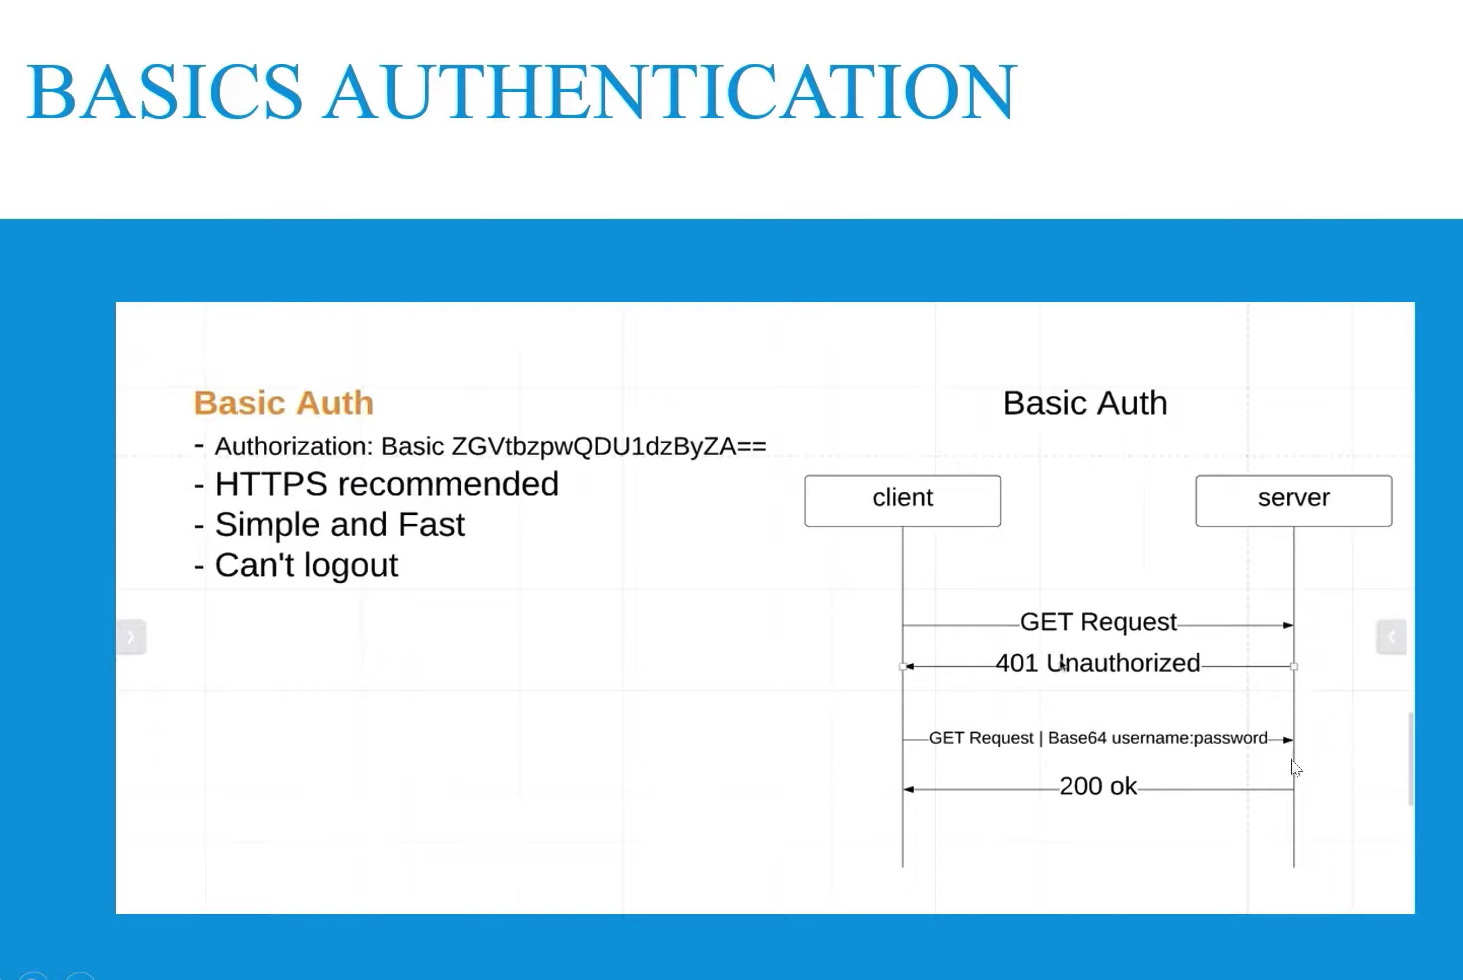 BASICS AUTHENTICATION
Basic Auth
- Authorization: Basic ZGVtbzpwQDU1dzByZA==
- HTTPS recommended
- Simple and Fast
- Can't logout
Basic Auth
client
server
GET Request
401 Unauthorized
GET Request | Base64 username:password
200 ok